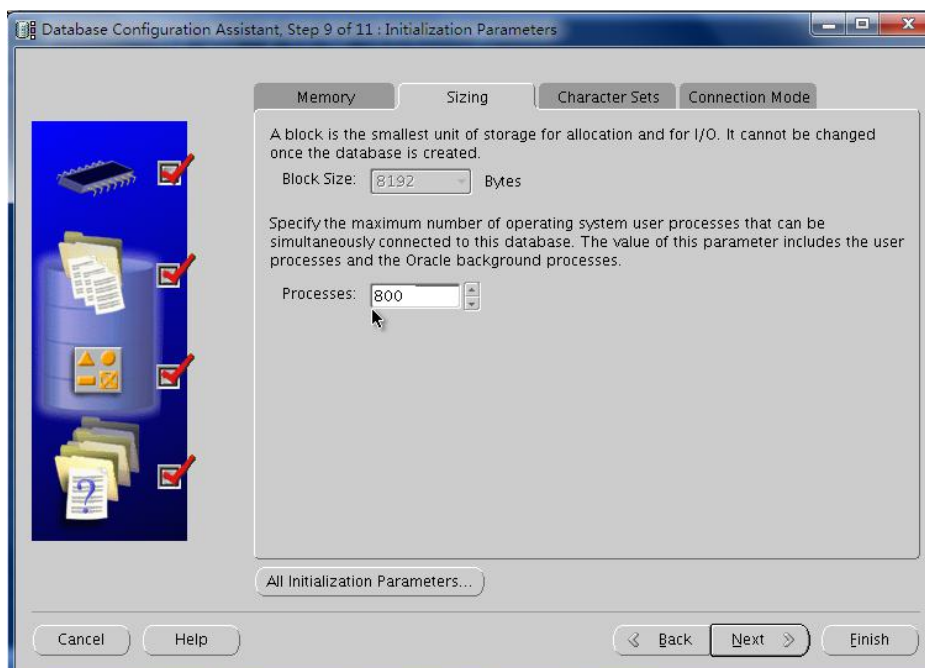 Database Configuration Assistant, Step 9 of 11 : Initialization Parameters
Memory
Sizing
Character Sets
Connection Mode
A block is the smallest unit of storage for allocation and for I/O. It cannot be changed
once the database is created.
Block Size: 8192 Bytes
Specify the maximum number of operating system user processes that can be
simultaneously connected to this database. The value of this parameter includes the user
processes and the Oracle background processes.
Processes: 800
?
All Initialization Parameters...
Cancel
Help
Back
Next
Finish